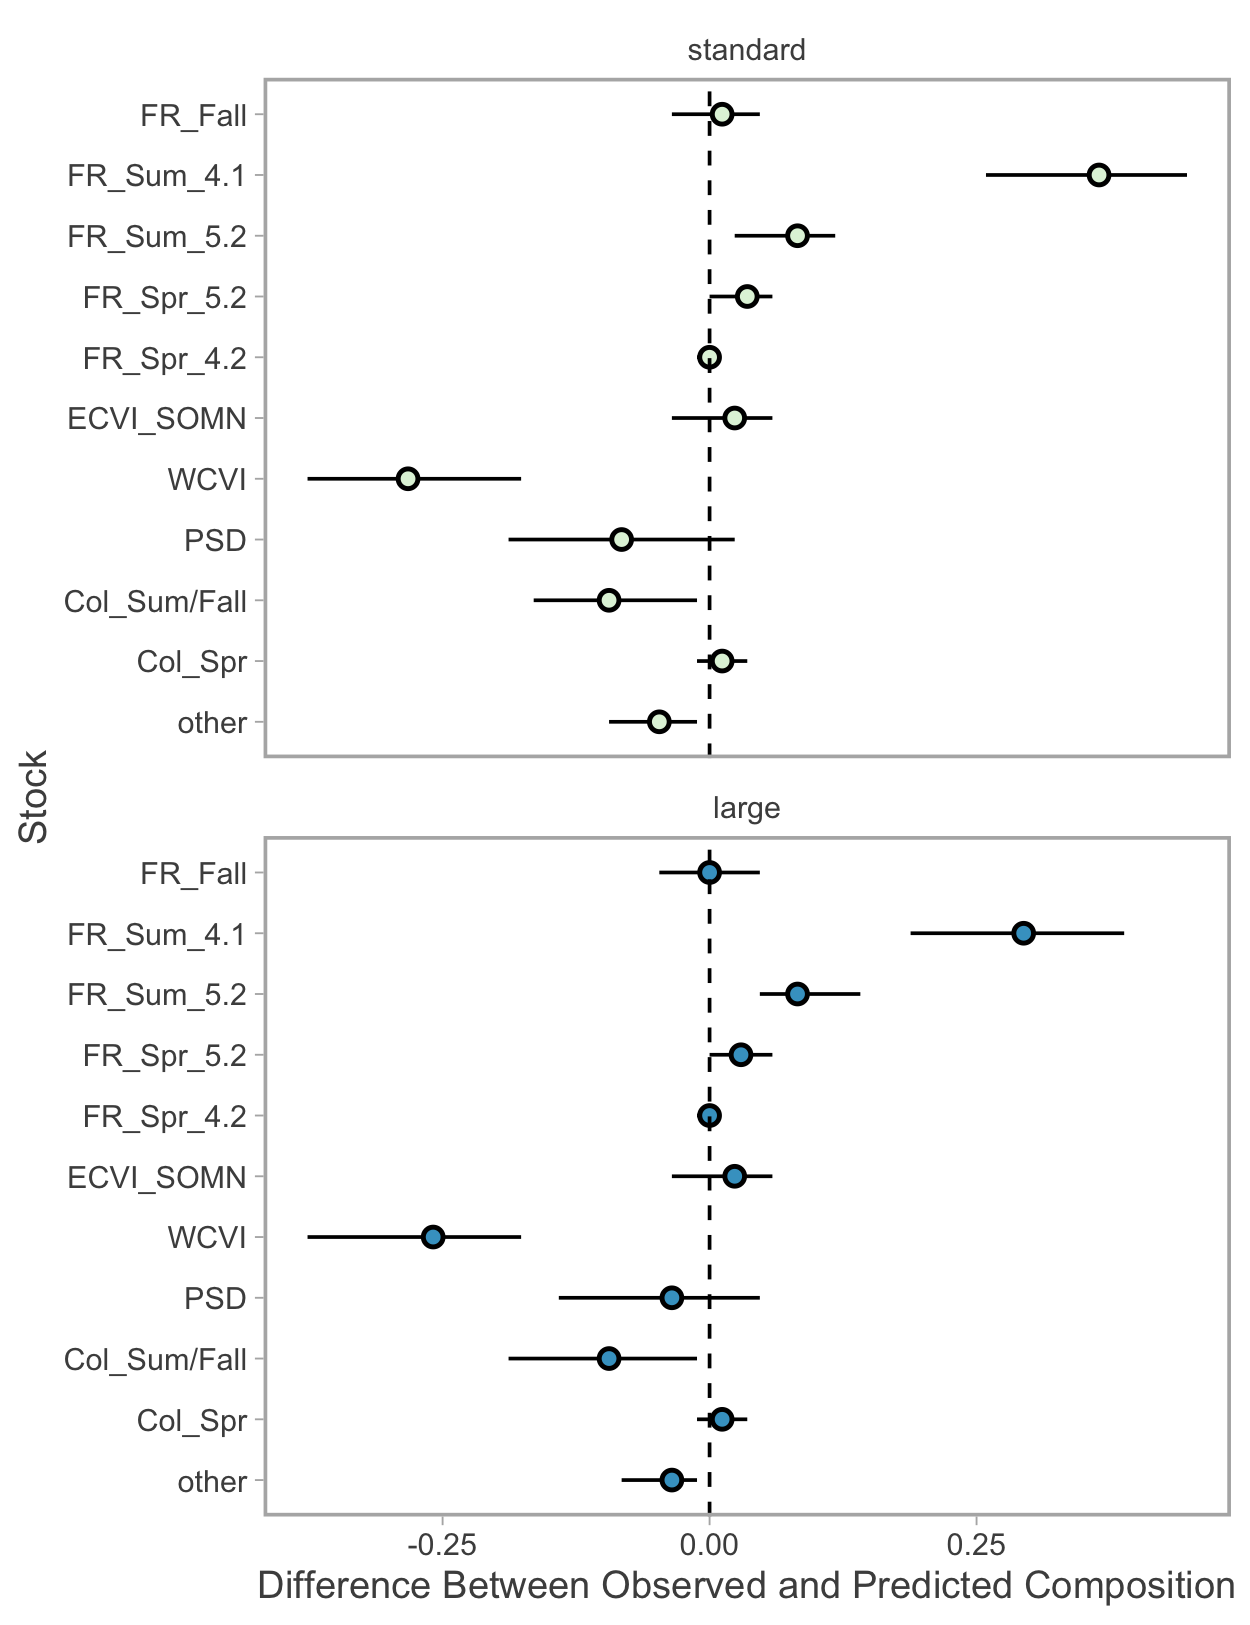 standard
FR_Fall
FR_Sum_4.1
FR_Sum_5.2
FR_Spr_5.2
FR_Spr_4.2
ECVI_SOMN
WCVI
PSD
Col_Sum/Fall
Col_Spr
other
Stock
large
FR_Fall
FR_Sum_4.1
FR_Sum_5.2
FR_Spr_5.2
FR_Spr_4.2
ECVI_SOMN
WCVI
PSD
Col_Sum/Fall
Col_Spr
other
-0.25 0.00 0.25
Difference Between Observed and Predicted Composition